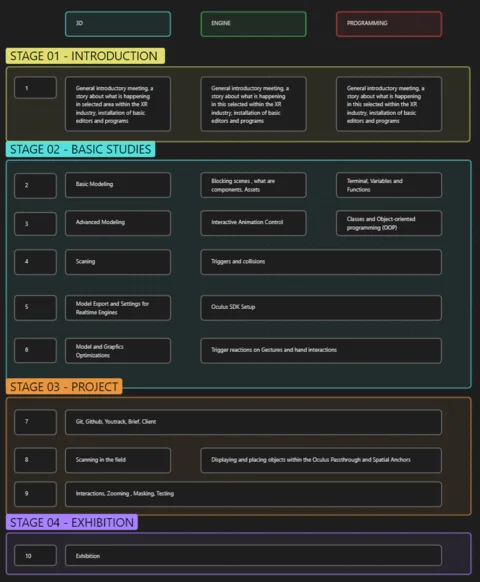 3D
ENGINE
PROGRAMMING
STAGE 01 - INTRODUCTION
1
General introductory meeting, a
story about what is happening
in selected area within the XR
industry, installation of basic
editors and programs
General introductory meeting, a
story about what is happening
in this selected within the XR
industry, installation of basic
editors and programs
General introductory meeting, a
story about what is happening
in this selected within the XR
industry, installation of basic
editors and programs
STAGE 02 - BASIC STUDIES
2
Basic Modeling
Blocking scenes , what are
components, Assets
Terminal, Variables and
Functions
3
Advanced Modeling
Interactive Animation Control
Classes and Object-oriented
programming (OOP)
4
Scaning
Triggers and collisions
5
Model Export and Settings for
Realtime Engines
Oculus SDK Setup
6
Model and Grapfics
Optimizations
Trigger reactions on Gestures and hand interactions
STAGE 03 - PROJECT
7
Git, Github, Youtrack, Brief, Client
8
Scanning in the field
Displaying and placing objects within the Oculus Passthrough and Spatial Anchors
9
Interactions, Zooming , Masking, Testing
STAGE 04 - EXHIBITION
10
Exhibition